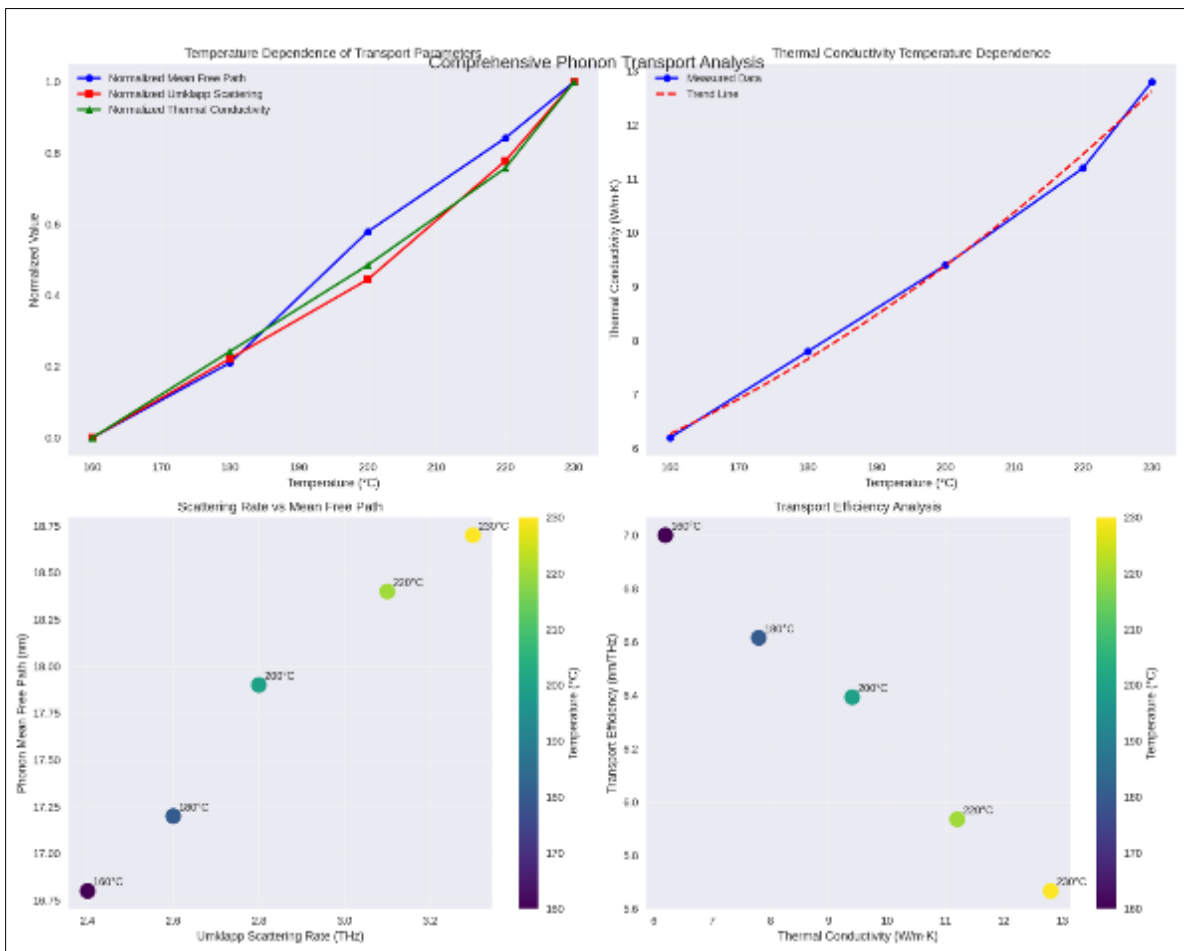 Comprehensive Phonon Transport Analysis
Temperature Dependence of Transport Parameters
Normalized Mean Free Path
Normalized Umklapp Scattering
Normalized Thermal Conductivity
Normalized Value
1.0
0.8
0.6
0.4
0.2
0.0
160 170 180 190 200 210 220 230
Temperature (°C)
Thermal Conductivity Temperature Dependence
Measured Data
Trend Line
Thermal Conductivity (W/m·K)
13
12
11
10
9
8
7
6
160 170 180 190 200 210 220 230
Temperature (°C)
Scattering Rate vs Mean Free Path
Phonon Mean Free Path (nm)
18.75
18.50
18.25
18.00
17.75
17.50
17.25
17.00
16.75
230°C
220°C
200°C
180°C
160°C
2.4 2.6 2.8 3.0 3.2
Umklapp Scattering Rate (THz)
230
220
210
200
190
180
170
160
Temperature (°C)
Transport Efficiency Analysis
Transport Efficiency (nm/THz)
7.0
6.8
6.6
6.4
6.2
6.0
5.8
5.6
160°C
180°C
200°C
220°C
230°C
6 7 8 9 10 11 12 13
Thermal Conductivity (W/m·K)
230
220
210
200
190
180
170
160
Temperature (°C)